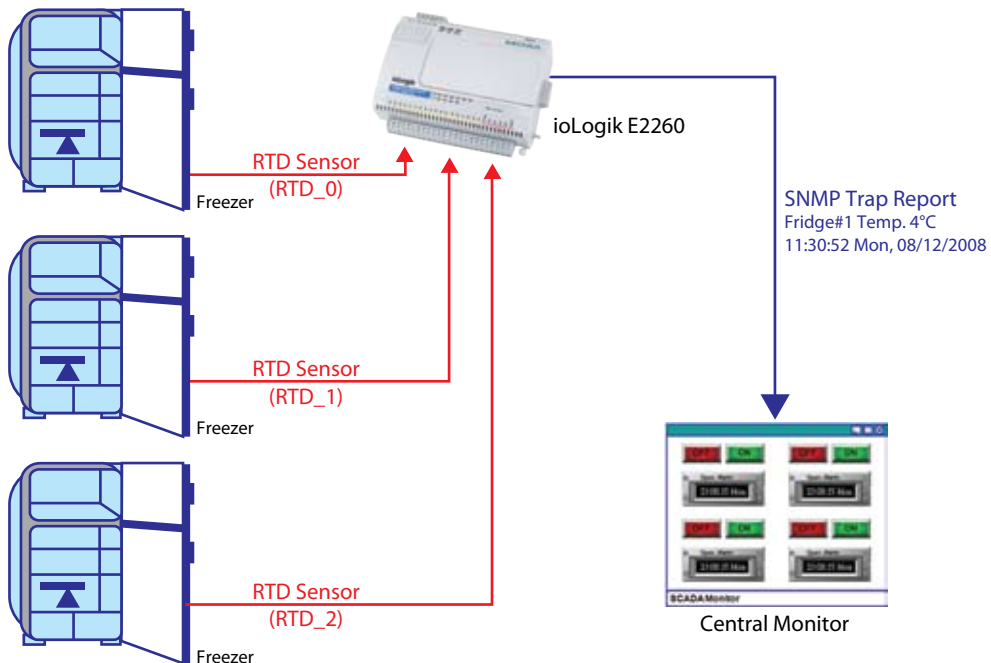 ioLogik E2260
RTD Sensor
(RTD_0)
Freezer
SNMP Trap Report
Fridge#1 Temp. 4°C
11:30:52 Mon, 08/12/2008
RTD Sensor
(RTD_1)
Freezer
OFF ON OFF ON
OFF ON OFF ON
SCADA Monitor
Central Monitor
RTD Sensor
(RTD_2)
Freezer